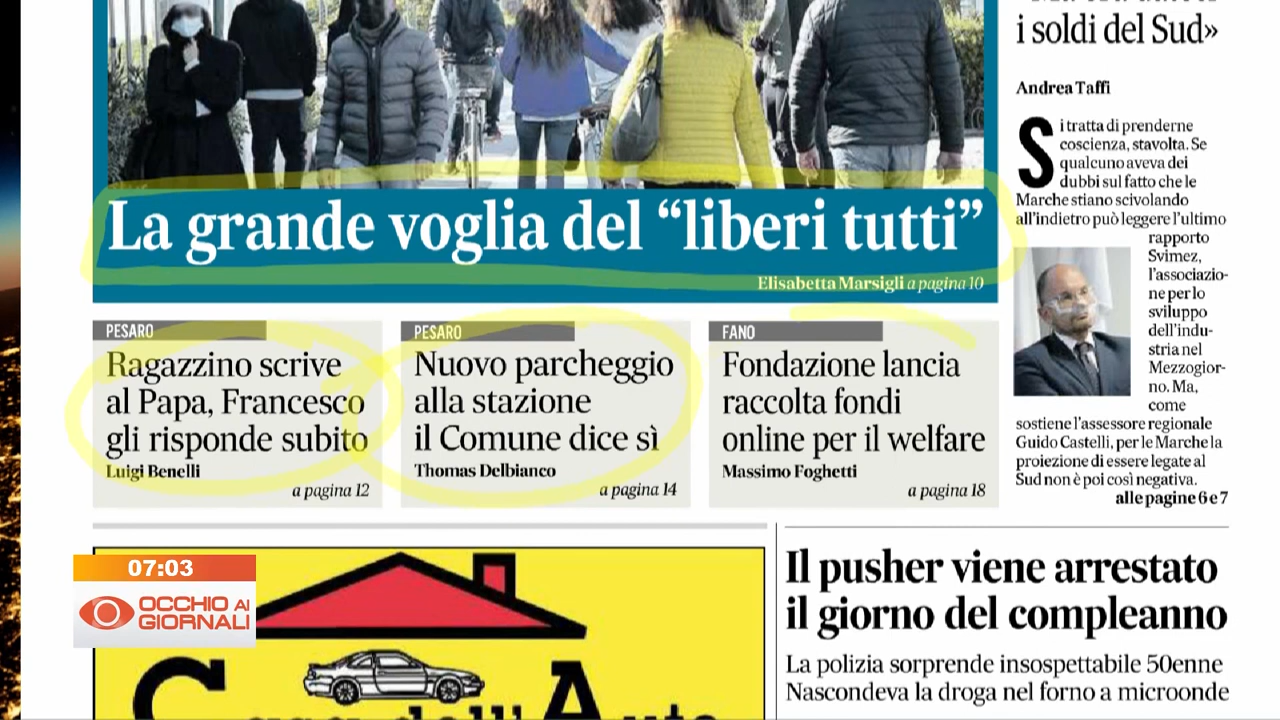 i soldi del Sud»
Andrea Taffi
Si tratta di prenderne
coscienza, stavolta. Se
qualcuno aveva dei
dubbi sul fatto che le
Marche stiano scivolando
all'indietro può leggere l'ultimo
rapporto
Svimez,
l'associazio-
ne per lo
sviluppo
dell'indu-
stria nel
Mezzogior-
no. Ma,
come
sostiene l'assessore regionale
Guido Castelli, per le Marche la
proiezione di essere legate al
Sud non è poi così negativa.
alle pagine 6 e 7
La grande voglia del “liberi tutti”
Elisabetta Marsigli a pagina 10
PESARO
Ragazzino scrive
al Papa, Francesco
gli risponde subito
Luigi Benelli
a pagina 12
PESARO
Nuovo parcheggio
alla stazione
il Comune dice sì
Thomas Delbianco
a pagina 14
FANO
Fondazione lancia
raccolta fondi
online per il welfare
Massimo Foghetti
a pagina 18
07:03
OCCHIO AI
GIORNALI
Il pusher viene arrestato
il giorno del compleanno
La polizia sorprende insospettabile 50enne
Nascondeva la droga nel forno a microonde